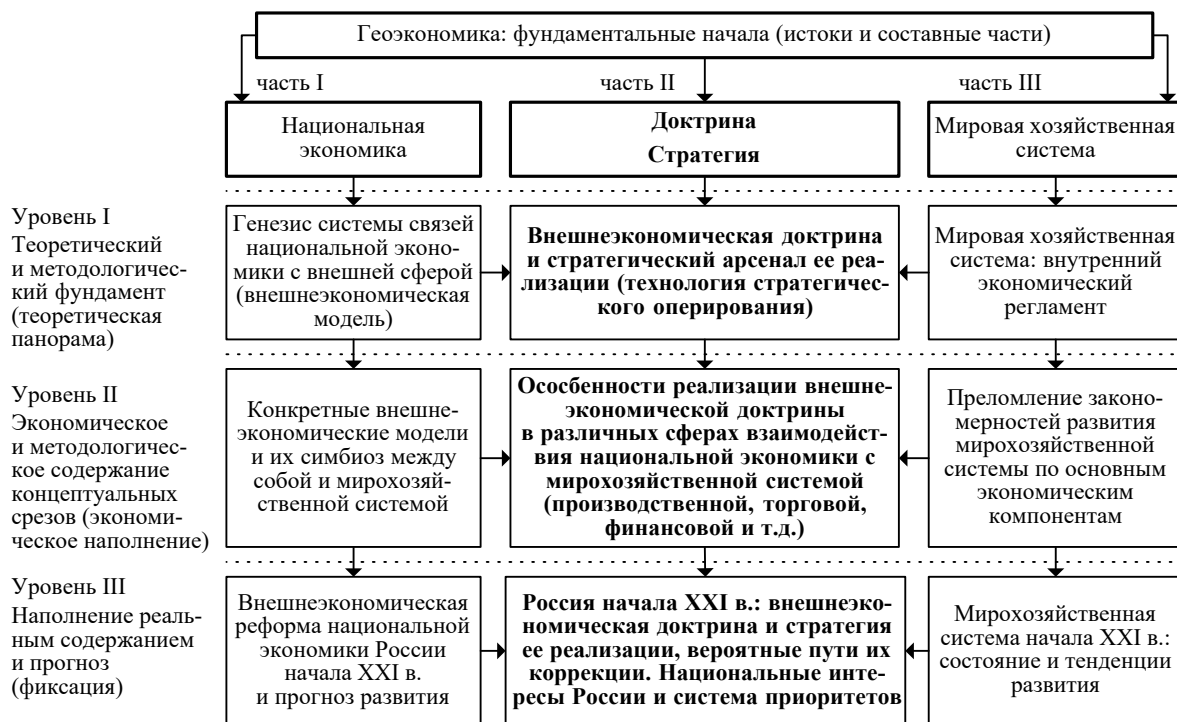 Геоэкономика: фундаментальные начала (истоки и составные части)
часть I
часть II
часть III
Национальная
экономика
Доктрина
Стратегия
Мировая хозяйственная
система
Уровень I
Теоретический
и методологичес-
кий фундамент
(теоретическая
панорама)
Генезис системы связей
национальной эконо-
мики с внешней сферой
(внешнеэкономическая
модель)
Внешнеэкономическая доктрина
и стратегический арсенал ее реа-
лизации (технология стратегичес-
кого оперирования)
Мировая хозяйственная
система: внутренний
экономический
регламент
Уровень II
Экономическое
и методологичес-
кое содержание
концептуальных
срезов (экономи-
ческое наполнение)
Конкретные внешне-
экономические модели
и их симбиоз между
собой и мирохозяй-
ственной системой
Ососбенности реализации внешне-
экономической доктрины
в различных сферах взаимодейст-
вия национальной экономики с
мирохозяйственной системой
(производственной, торговой,
финансовой и т.д.)
Преломление законо-
мерностей развития
мирохозяйственной
системы по основным
экономическим
компонентам
Уровень III
Наполнение реаль-
ным содержанием
и прогноз
(фиксация)
Внешнеэкономическая
реформа национальной
экономики России
начала XXI в.
и прогноз развития
Россия начала XXI в.: внешнеэко-
номическая доктрина и стратегия
ее реализации, вероятные пути их
коррекции. Национальные инте-
ресы России и система приоритетов
Мирохозяйственная
система начала XXI в.:
состояние и тенденции
развития